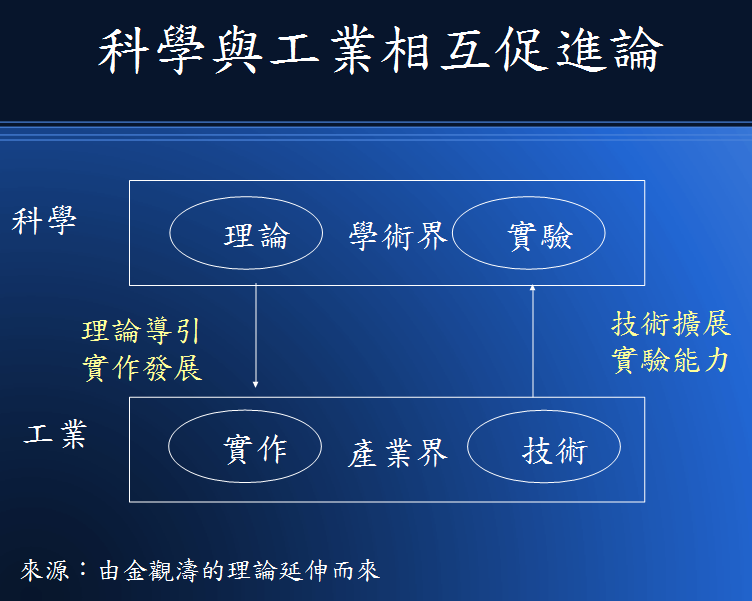 科學與工業相互促進論
科學
理論 學術界 實驗
理論導引
實作發展
技術擴展
實驗能力
工業
實作 產業界 技術
來源：由金觀濤的理論延伸而來